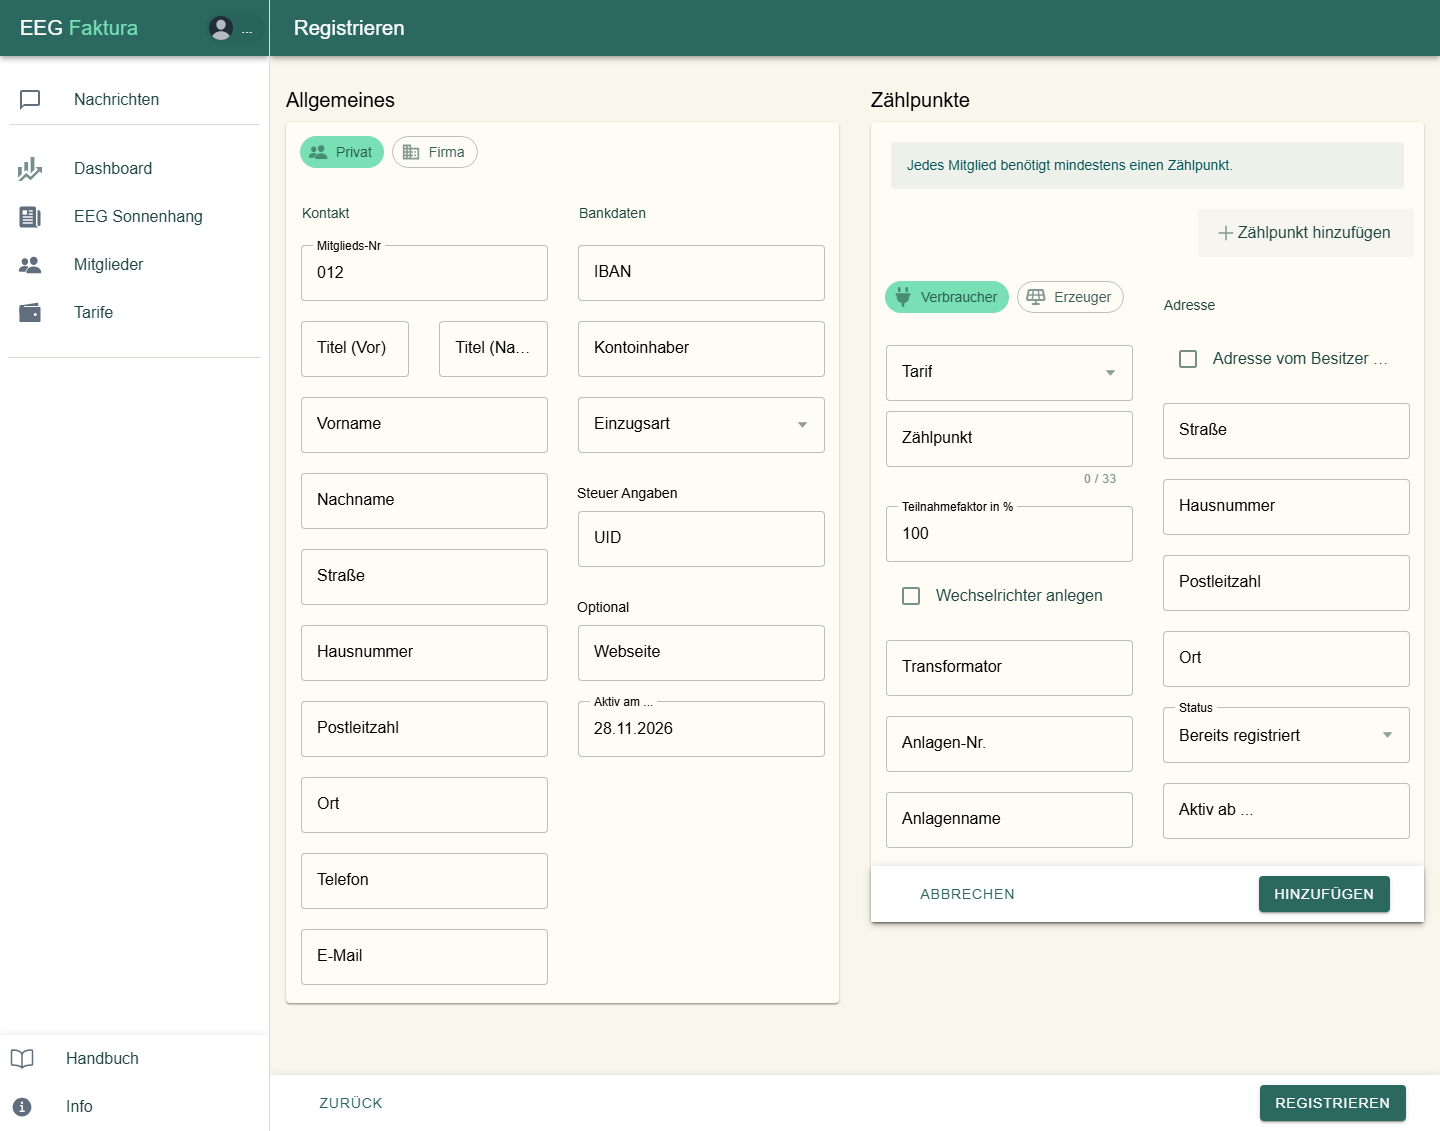 EEG Faktura
...
Registrieren
Nachrichten
Dashboard
EEG Sonnenhang
Mitglieder
Tarife
Handbuch
Info
Allgemeines
Privat
Firma
Kontakt
Mitglieds-Nr
012
Titel (Vor)
Titel (Na...
Vorname
Nachname
Straße
Hausnummer
Postleitzahl
Ort
Telefon
E-Mail
Bankdaten
IBAN
Kontoinhaber
Einzugsart
Steuer Angaben
UID
Optional
Webseite
Aktiv am ...
28.11.2026
Zählpunkte
Jedes Mitglied benötigt mindestens einen Zählpunkt.
Zählpunkt hinzufügen
Verbraucher
Erzeuger
Tarif
Zählpunkt
0 / 33
Teilnahmefaktor in %
100
Wechselrichter anlegen
Transformator
Anlagen-Nr.
Anlagenname
Adresse
Adresse vom Besitzer ...
Straße
Hausnummer
Postleitzahl
Ort
Status
Bereits registriert
Aktiv ab ...
ABBRECHEN
HINZUFÜGEN
ZURÜCK
REGISTRIEREN